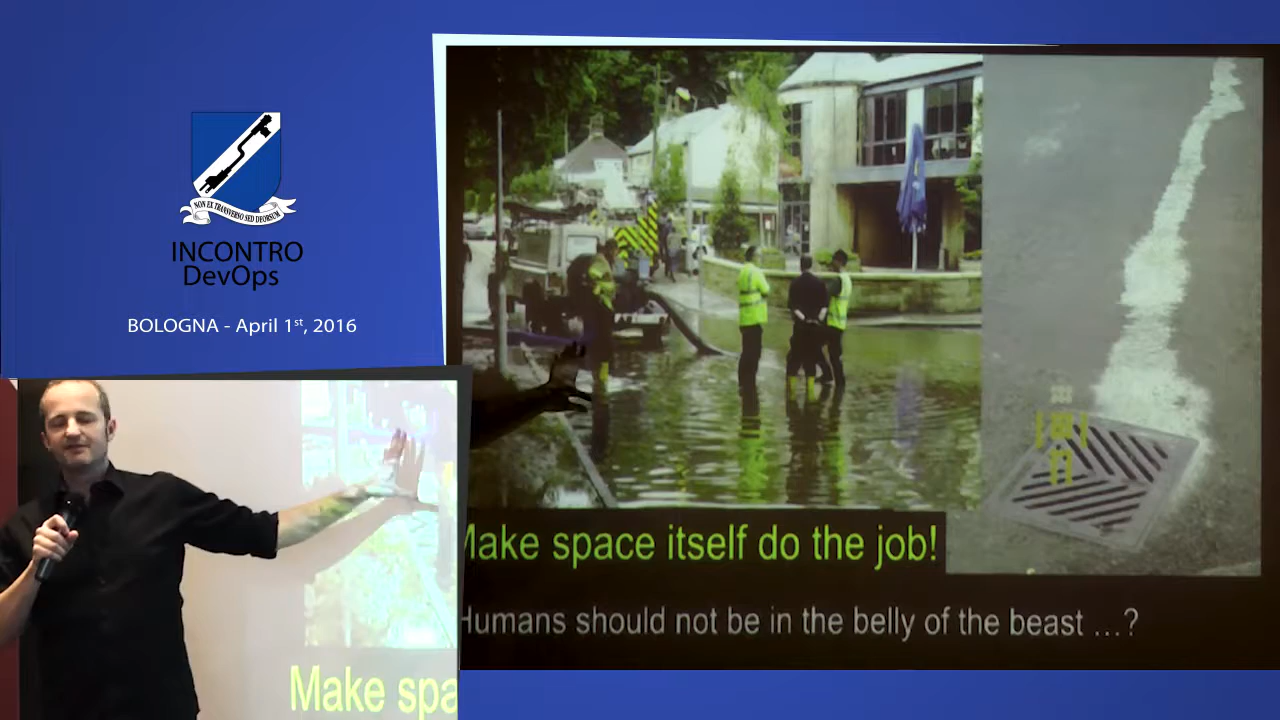 NON EX TRANSVERSO SED DEORSUM
INCONTRO
DevOps
BOLOGNA - April 1st, 2016
Make space itself do the job!
Humans should not be in the belly of the beast ...?
Make spa